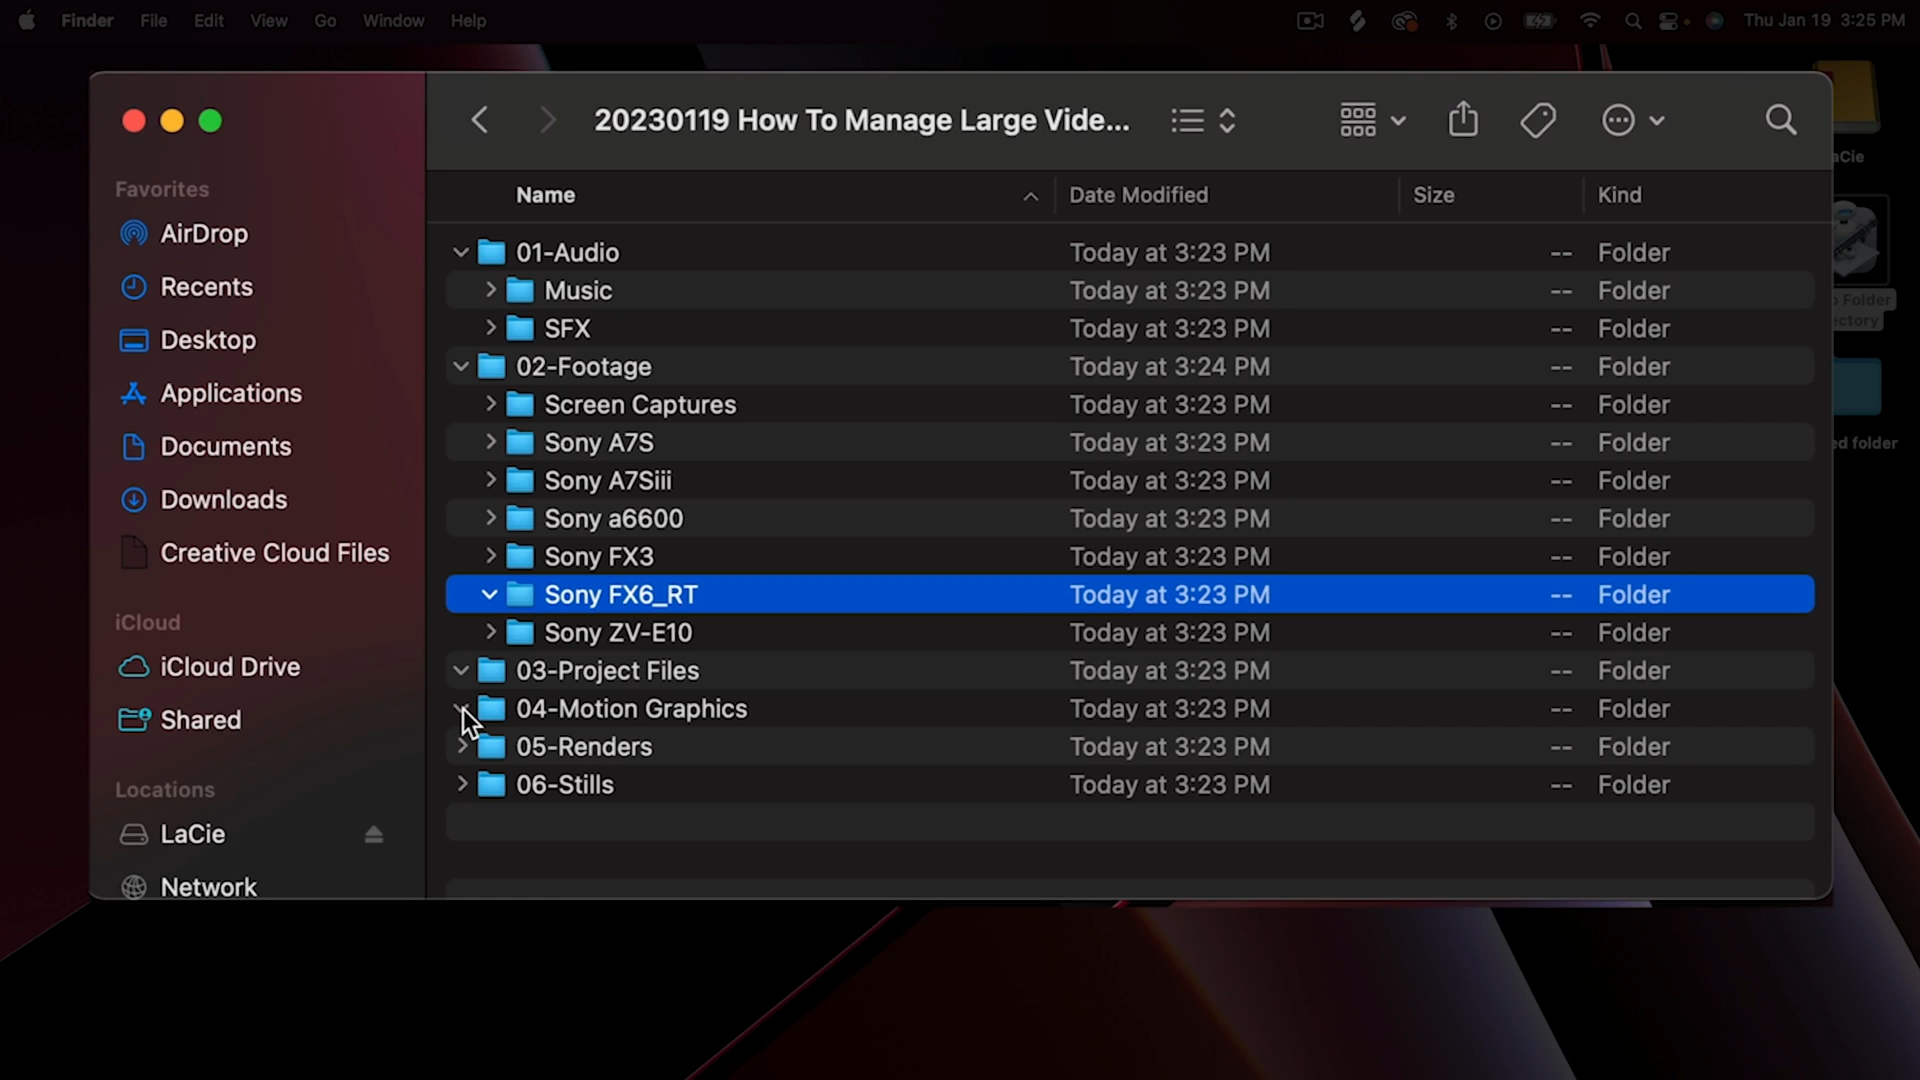 Finder File Edit View Go Window Help Thu Jan 19 3:25 PM
20230119 How To Manage Large Vide...
Favorites
AirDrop
Recents
Desktop
Applications
Documents
Downloads
Creative Cloud Files
iCloud
iCloud Drive
Shared
Locations
LaCie
Network
Name Date Modified Size Kind
01-Audio Today at 3:23 PM -- Folder
Music Today at 3:23 PM -- Folder
SFX Today at 3:23 PM -- Folder
02-Footage Today at 3:24 PM -- Folder
Screen Captures Today at 3:23 PM -- Folder
Sony A7S Today at 3:23 PM -- Folder
Sony A7Siii Today at 3:23 PM -- Folder
Sony a6600 Today at 3:23 PM -- Folder
Sony FX3 Today at 3:23 PM -- Folder
Sony FX6_RT Today at 3:23 PM -- Folder
Sony ZV-E10 Today at 3:23 PM -- Folder
03-Project Files Today at 3:23 PM -- Folder
04-Motion Graphics Today at 3:23 PM -- Folder
05-Renders Today at 3:23 PM -- Folder
06-Stills Today at 3:23 PM -- Folder
aCie
o Folder
ectory
ed folder